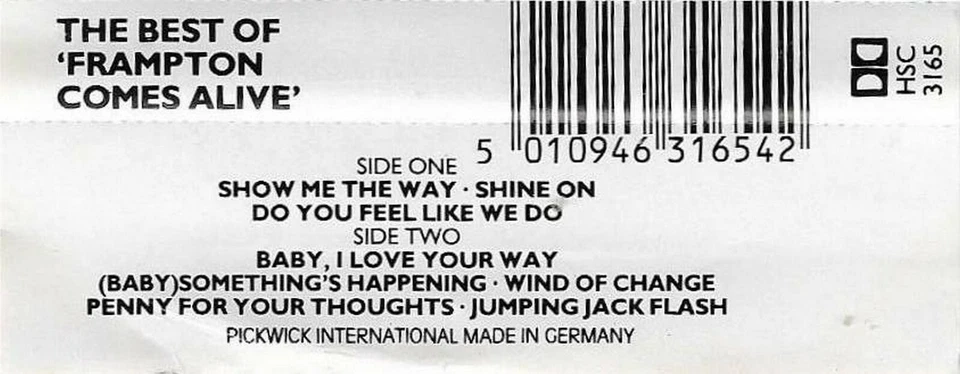 THE BEST OF
‘FRAMPTON
COMES ALIVE’
5 010946 316542
HSC
3165
SIDE ONE
SHOW ME THE WAY · SHINE ON
DO YOU FEEL LIKE WE DO
SIDE TWO
BABY, I LOVE YOUR WAY
(BABY)SOMETHING'S HAPPENING · WIND OF CHANGE
PENNY FOR YOUR THOUGHTS · JUMPING JACK FLASH
PICKWICK INTERNATIONAL MADE IN GERMANY